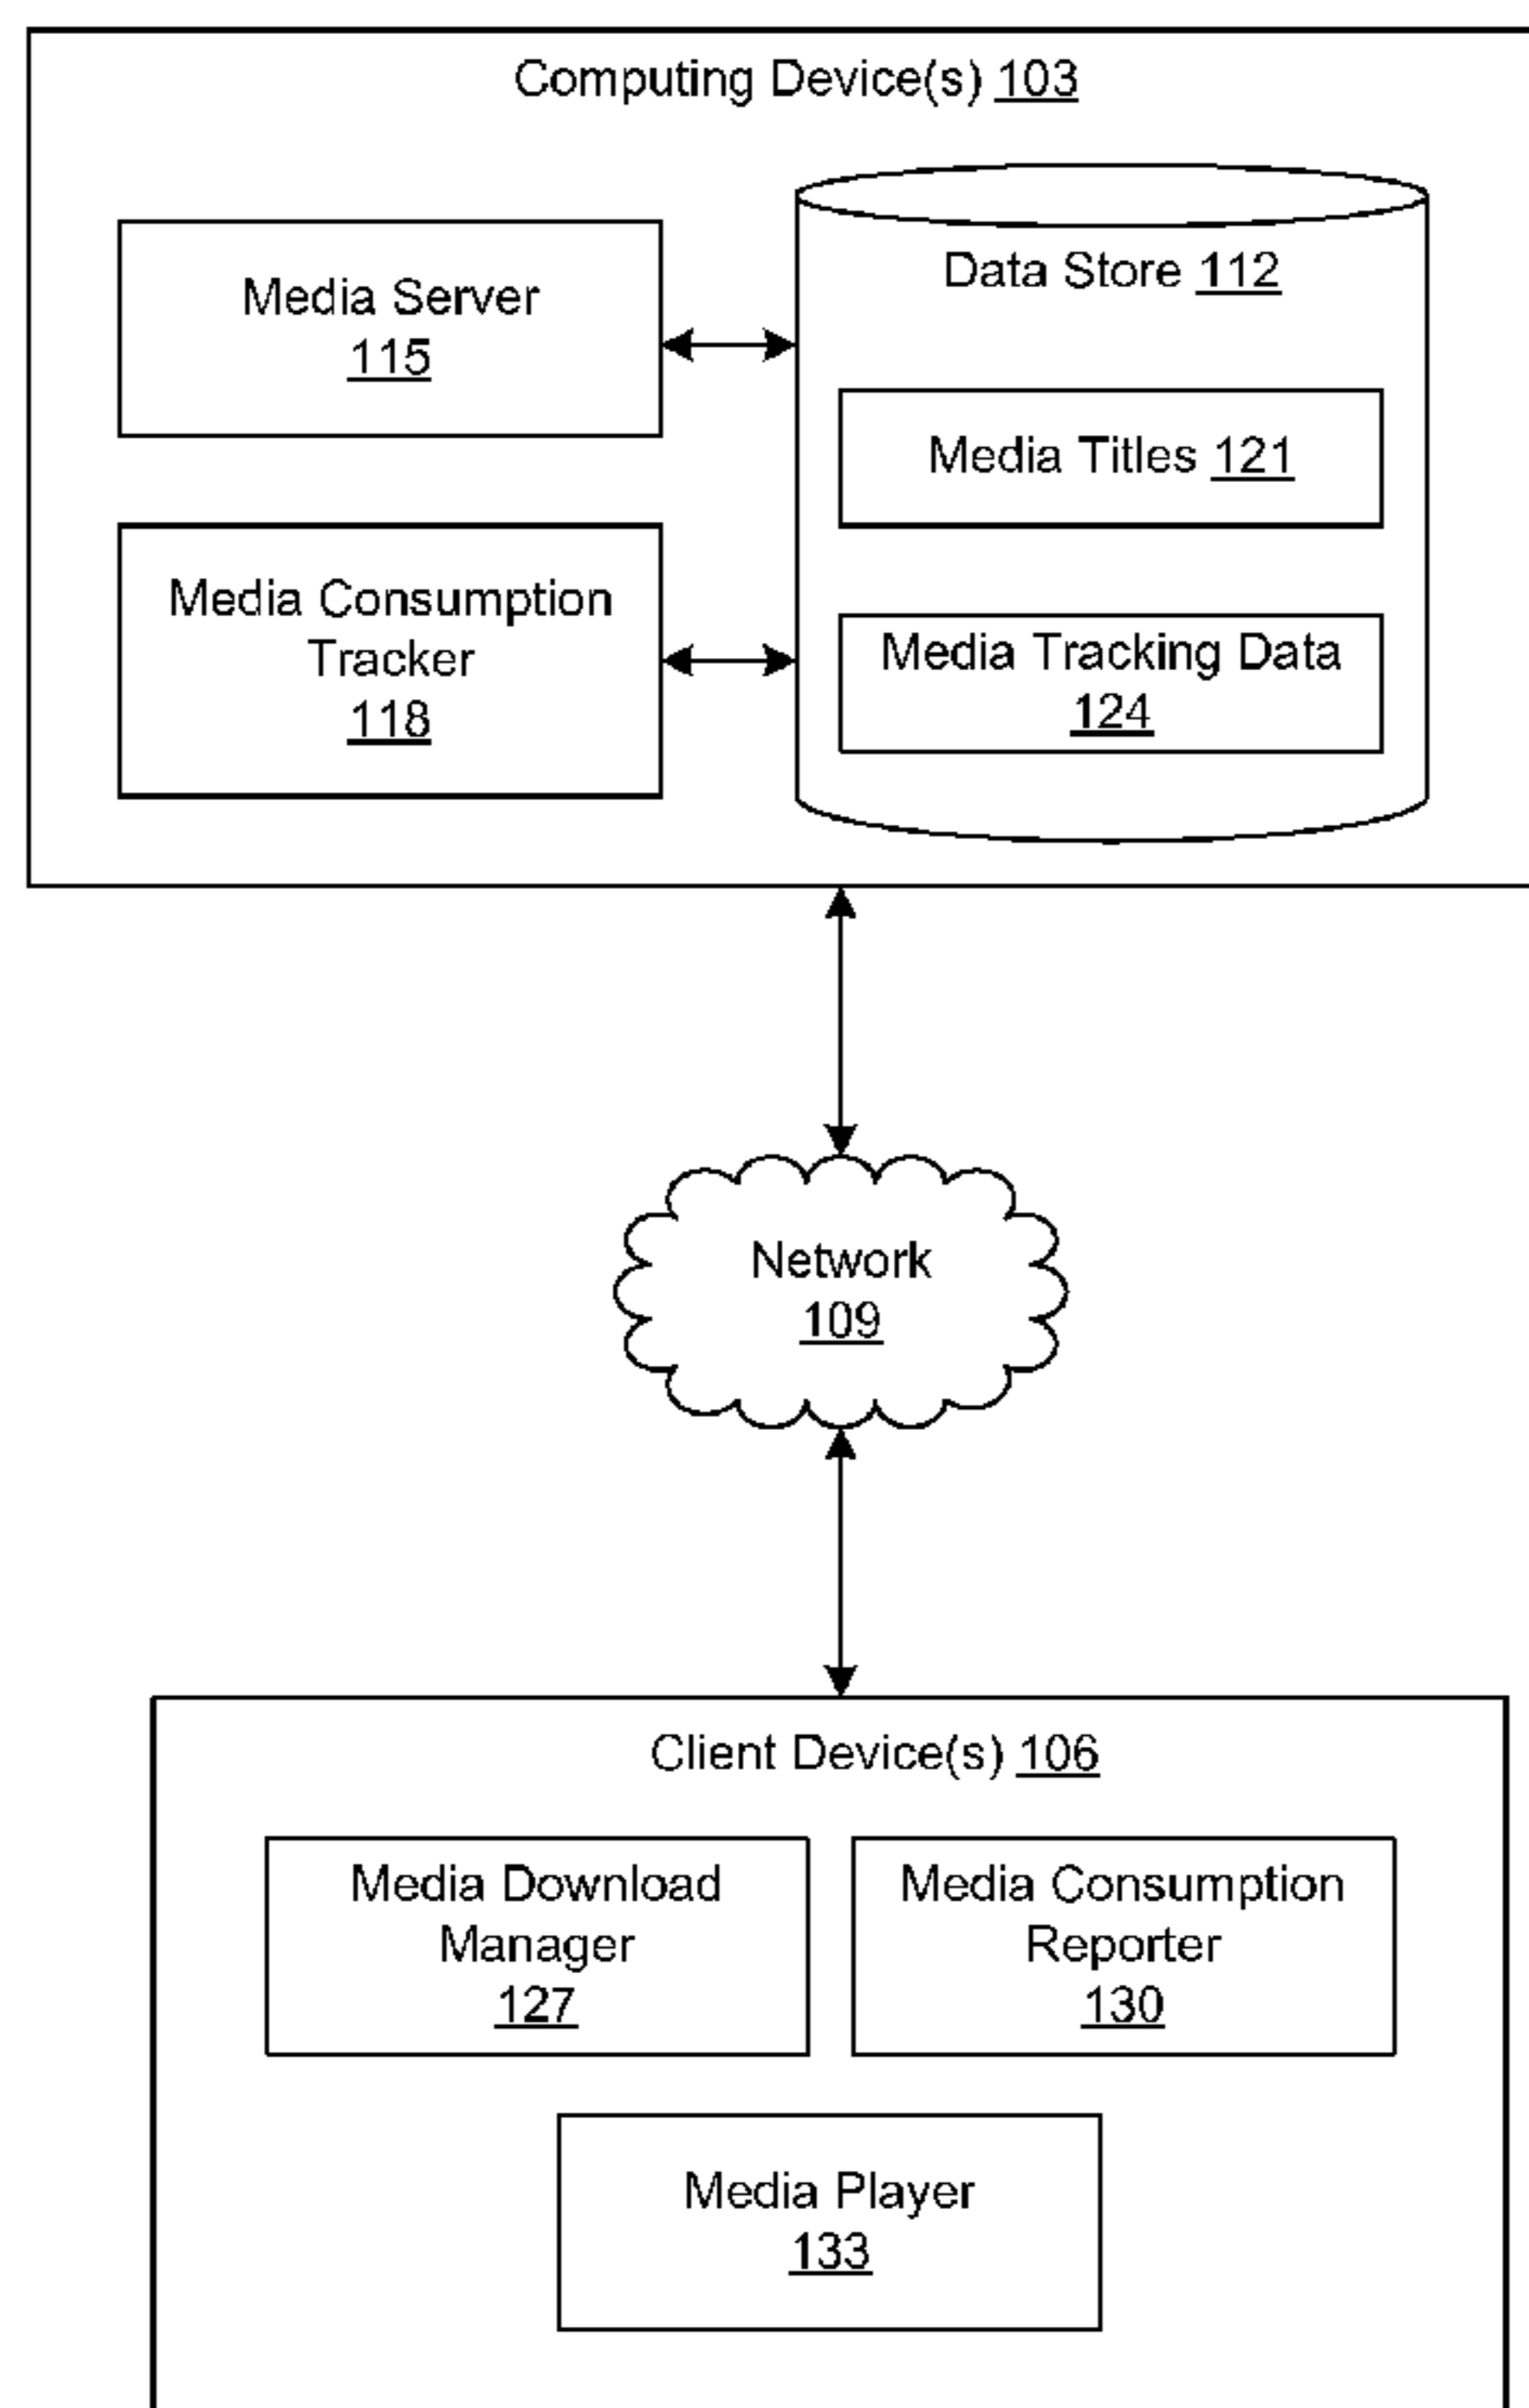 Computing Device(s) 103
Media Server
115
Data Store 112
Media Titles 121
Media Consumption
Tracker
118
Media Tracking Data
124
Network
109
Client Device(s) 106
Media Download
Manager
127
Media Consumption
Reporter
130
Media Player
133